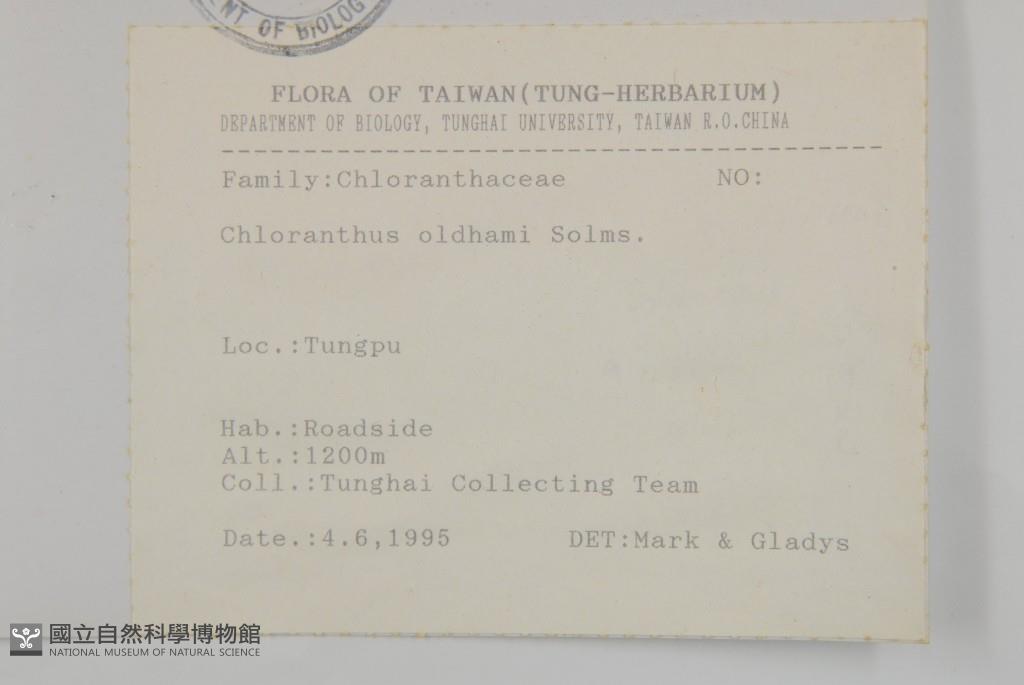 NT OF BIOLOG
FLORA OF TAIWAN(TUNG-HERBARIUM)
DEPARTMENT OF BIOLOGY, TUNGHAI UNIVERSITY, TAIWAN R.O.CHINA
Family:Chloranthaceae NO:
Chloranthus oldhami Solms.
Loc.:Tungpu
Hab.:Roadside
Alt.:1200m
Coll.:Tunghai Collecting Team
Date.:4.6,1995 DET:Mark & Gladys
國立自然科學博物館
NATIONAL MUSEUM OF NATURAL SCIENCE